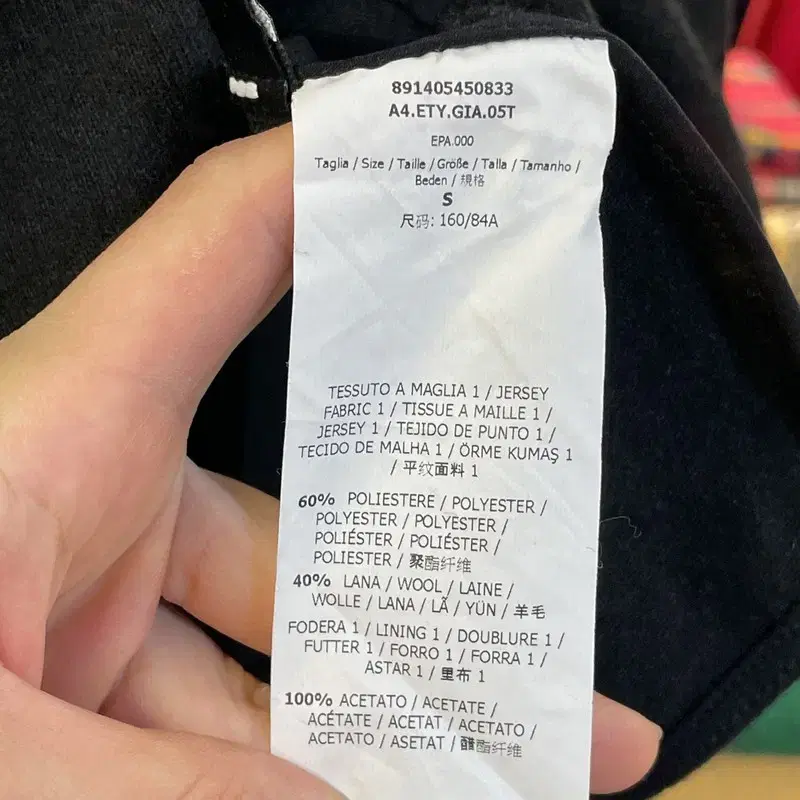 891405450833
A4.ETY.GIA.05T
EPA.000
Taglia / Size / Taille / Größe / Talla / Tamanho /
Beden / 规格
S
尺码: 160/84A
TESSUTO A MAGLIA 1 / JERSEY
FABRIC 1 / TISSUE A MAILLE 1 /
JERSEY 1 / TEJIDO DE PUNTO 1 /
TECIDO DE MALHA 1 / ÖRME KUMAŞ 1
/ 平纹面料 1
60% POLIESTERE / POLYESTER /
POLYESTER / POLYESTER /
POLIÉSTER / POLIÉSTER /
POLIESTER / 聚酯纤维
40% LANA / WOOL / LAINE /
WOLLE / LANA / LÃ / YÜN / 羊毛
FODERA 1 / LINING 1 / DOUBLURE 1 /
FUTTER 1 / FORRO 1 / FORRA 1 /
ASTAR 1 / 里布 1
100% ACETATO / ACETATE /
ACÉTATE / ACETAT / ACETATO /
ACETATO / ASETAT / 醋酯纤维